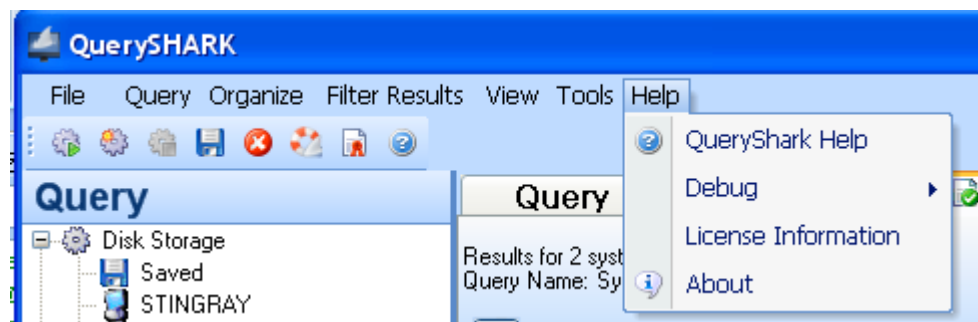 QuerySHARK
File Query Organize Filter Results View Tools Help
QueryShark Help
Debug
License Information
About
Query
Disk Storage
Saved
STINGRAY
Query
Results for 2 syst
Query Name: Sy